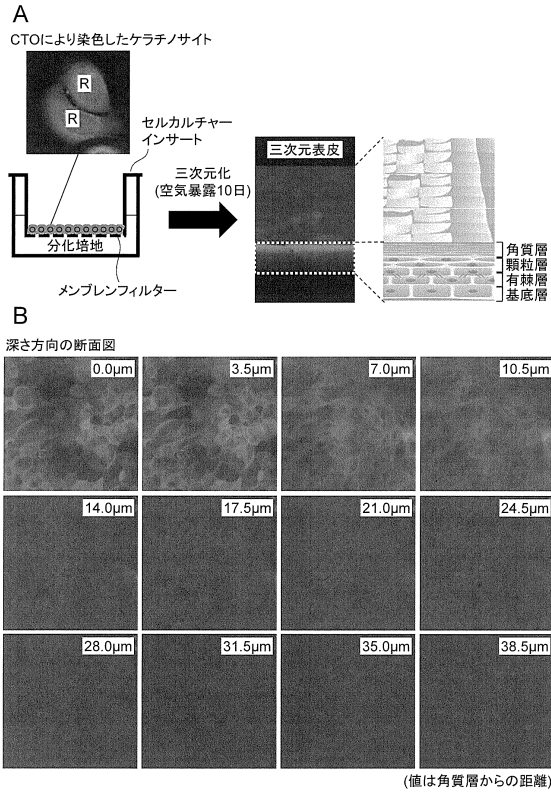 A
CTOにより染色したケラチノサイト
R
R
セルカルチャー
インサート
三次元化
(空気暴露10日)
分化培地
メンブレンフィルター
三次元表皮
角質層
顆粒層
有棘層
基底層
B
深さ方向の断面図
0.0μm
3.5μm
7.0μm
10.5μm
14.0μm
17.5μm
21.0μm
24.5μm
28.0μm
31.5μm
35.0μm
38.5μm
(値は角質層からの距離)